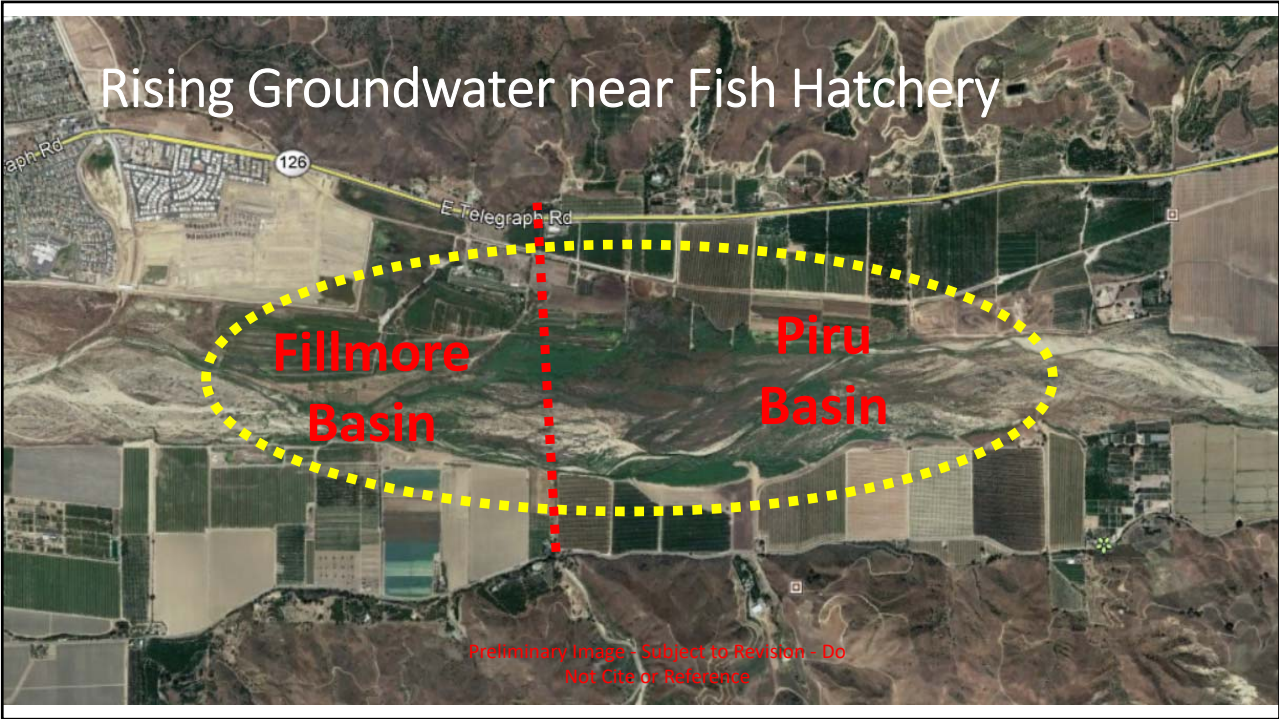 Rising Groundwater near Fish Hatchery
aph Rd
126
E Telegraph Rd
Fillmore
Basin
Piru
Basin
Preliminary Image - Subject to Revision - Do
Not Cite or Reference